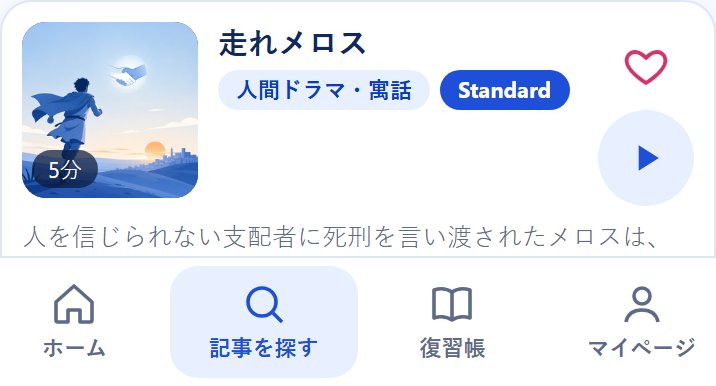 走れメロス
人間ドラマ・寓話
Standard
5分
人を信じられない支配者に死刑を言い渡されたメロスは、
ホーム
記事を探す
復習帳
マイページ